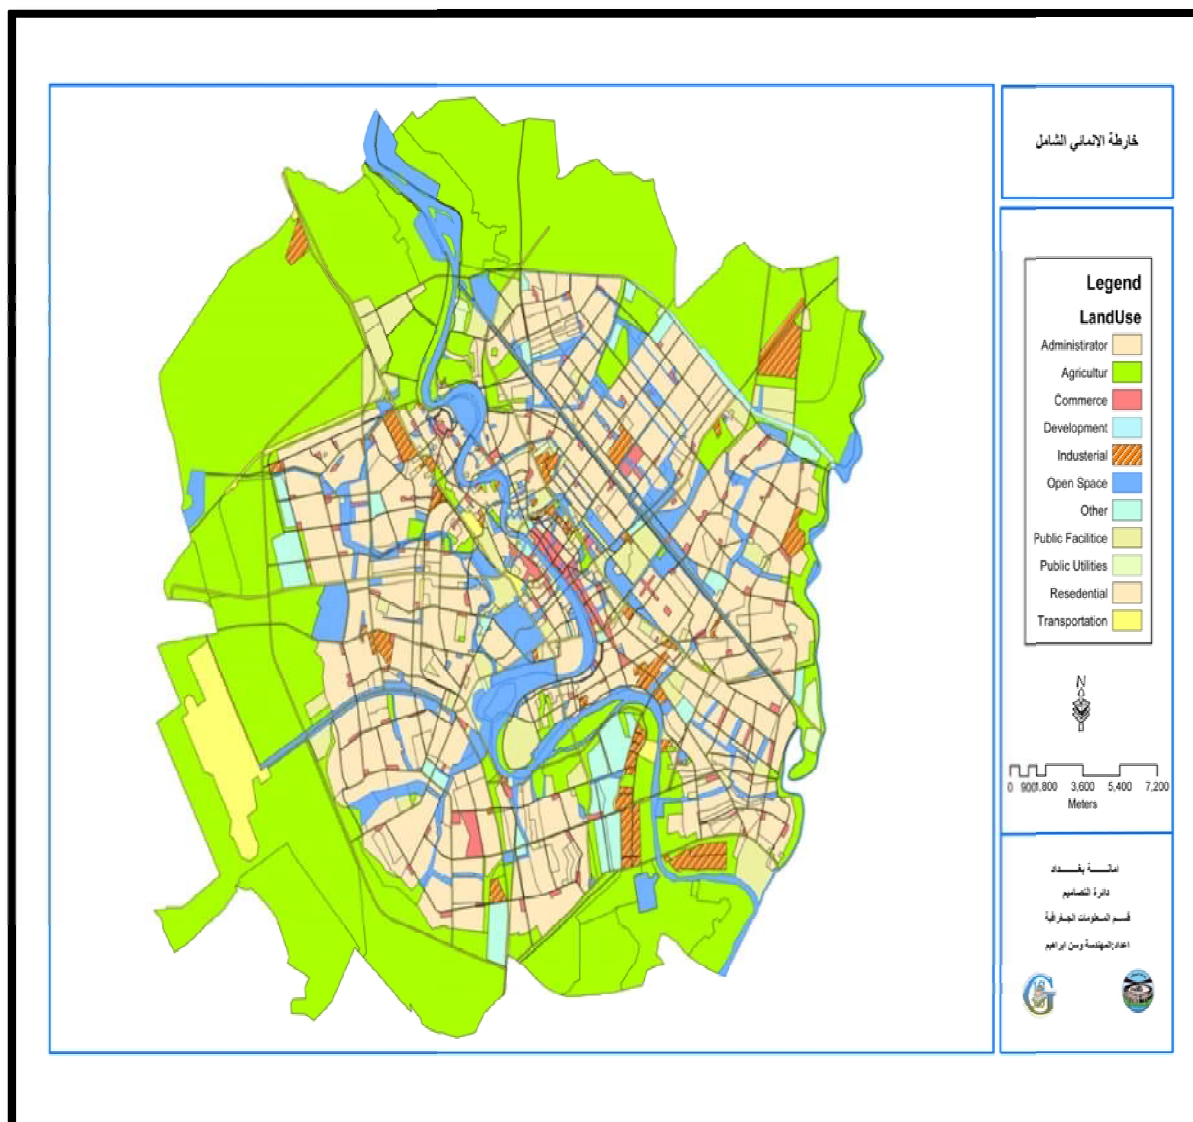 خارطة الانمائي الشامل
Legend
LandUse
Administrator
Agricultur
Commerce
Development
Industerial
Open Space
Other
Public Facilitice
Public Utilities
Resedential
Transportation
N
0 900 1,800 3,600 5,400 7,200
Meters
امانـــــة بغـــــداد
دائرة التصاميم
قسم المعلومات الجغرافية
اعداد:المهندسة وسن ابراهيم